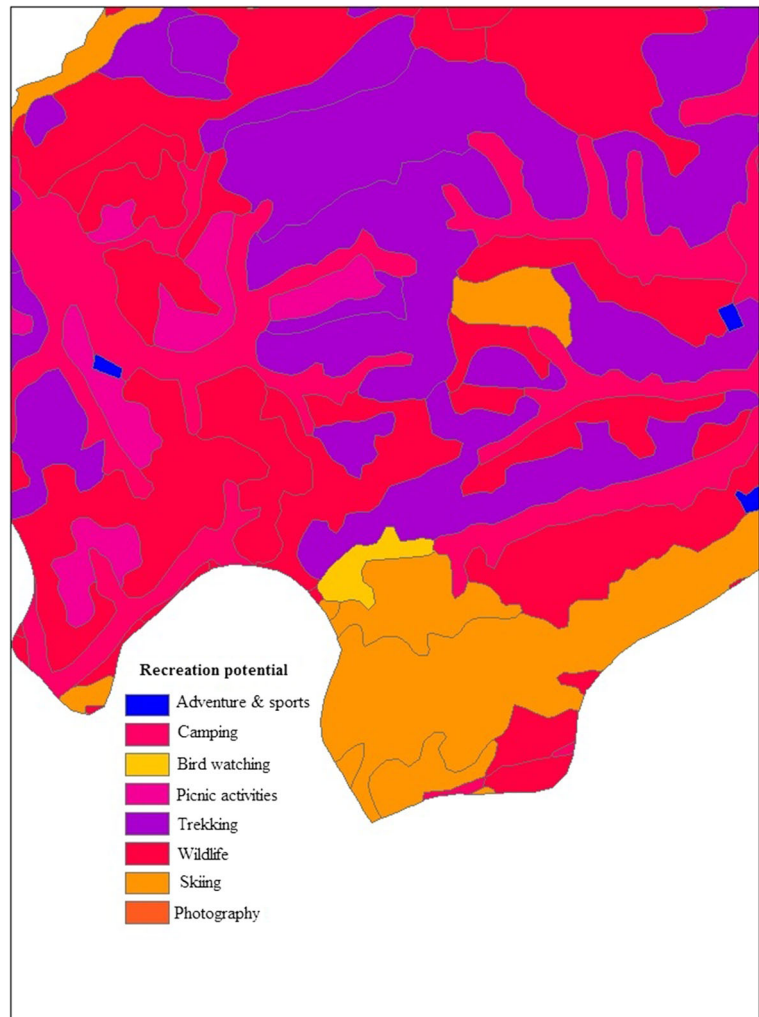 Recreation potential
Adventure & sports
Camping
Bird watching
Picnic activities
Trekking
Wildlife
Skiing
Photography